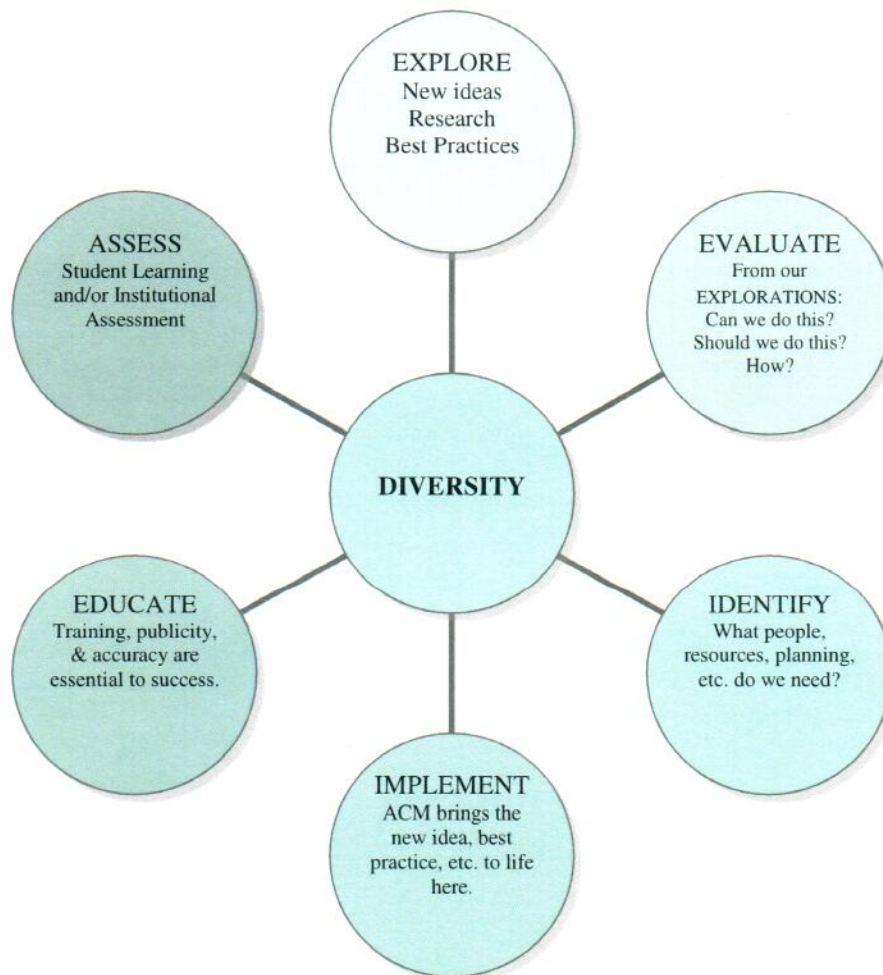 EXPLORE
New ideas
Research
Best Practices
EVALUATE
From our
EXPLORATIONS:
Can we do this?
Should we do this?
How?
IDENTIFY
What people,
resources, planning,
etc. do we need?
IMPLEMENT
ACM brings the
new idea, best
practice, etc. to life
here.
EDUCATE
Training, publicity,
& accuracy are
essential to success.
ASSESS
Student Learning
and/or Institutional
Assessment
DIVERSITY